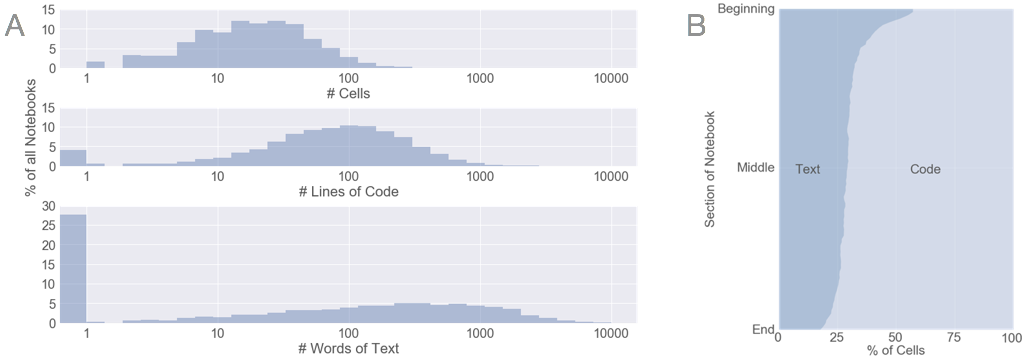 A
% of all Notebooks
15
10
5
0
1 10 100 1000 10000
# Cells
15
10
5
0
1 10 100 1000 10000
# Lines of Code
30
25
20
15
10
5
0
1 10 100 1000 10000
# Words of Text
B
Section of Notebook
Beginning
Middle
End
Text Code
0 25 50 75 100
% of Cells